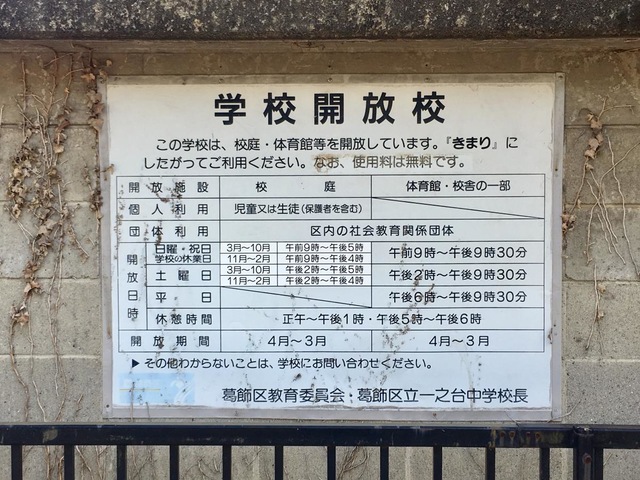 学校開放校
この学校は、校庭・体育館等を開放しています。『きまり』に
したがってご利用ください。なお、使用料は無料です。
開放施設 校庭 体育館・校舎の一部
個人利用 児童又は生徒(保護者を含む)
団体利用 区内の社会教育関係団体
開放日時
日曜・祝日 学校の休業日 3月〜10月 午前9時〜午後5時 午前9時〜午後9時30分
11月〜2月 午前9時〜午後4時
土曜日 3月〜10月 午後2時〜午後5時 午後2時〜午後9時30分
11月〜2月 午後2時〜午後4時
平日 午後6時〜午後9時30分
休憩時間 正午〜午後1時・午後5時〜午後6時
開放期間 4月〜3月 4月〜3月
▶その他わからないことは、学校にお問い合わせください。
葛飾区教育委員会・葛飾区立一之台中学校長